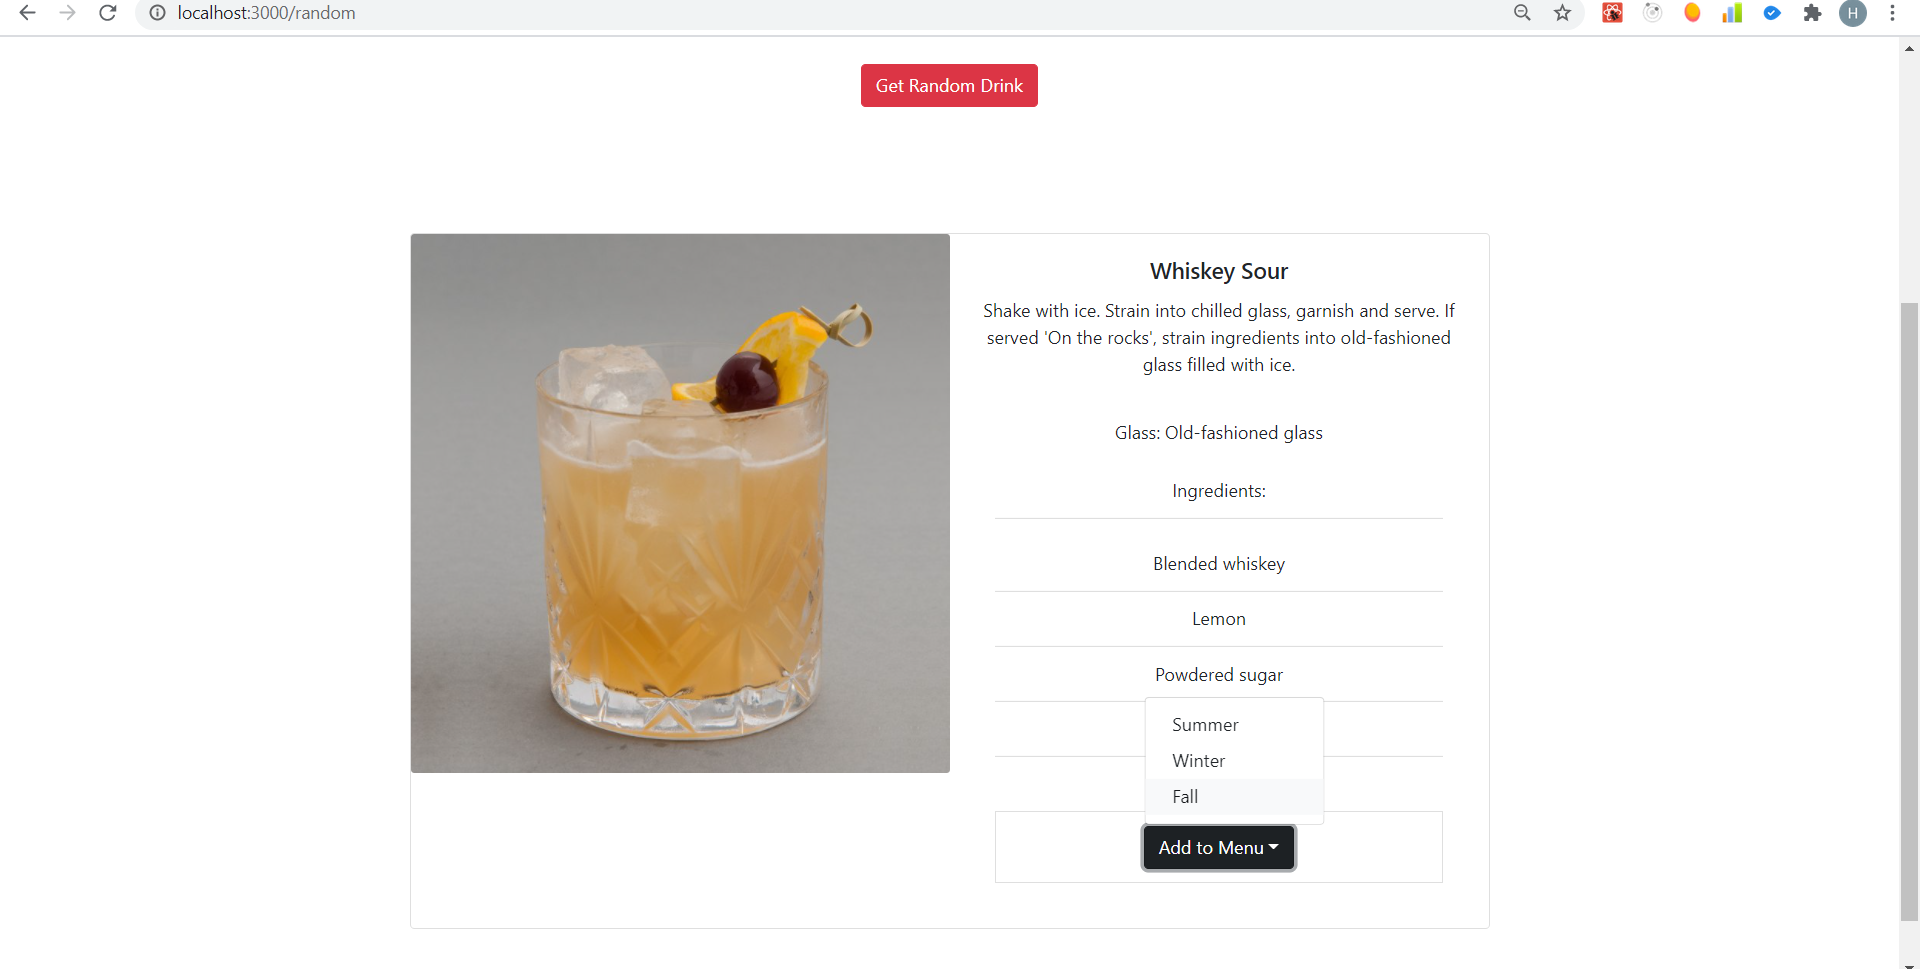 localhost:3000/random
H
Get Random Drink
Whiskey Sour
Shake with ice. Strain into chilled glass, garnish and serve. If
served 'On the rocks', strain ingredients into old-fashioned
glass filled with ice.
Glass: Old-fashioned glass
Ingredients:
Blended whiskey
Lemon
Powdered sugar
Summer
Winter
Fall
Add to Menu